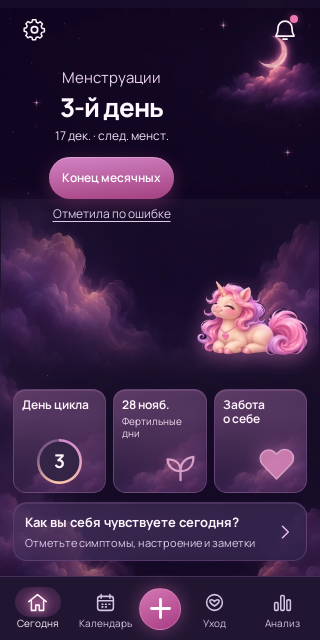 Менструации
3-й день
17 дек. · след. менст.
Конец месячных
Отметила по ошибке
День цикла
3
28 нояб.
Фертильные
дни
Забота
о себе
Как вы себя чувствуете сегодня?
Отметьте симптомы, настроение и заметки
Сегодня
Календарь
Уход
Анализ